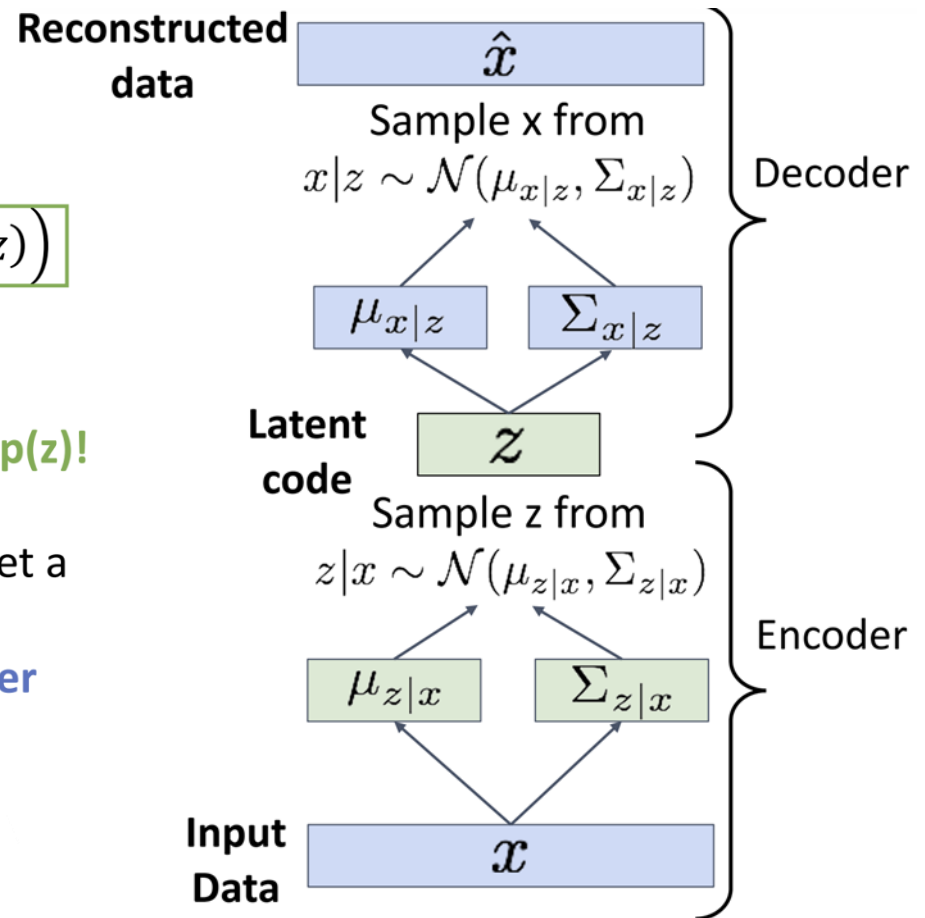 Reconstructed
data
x̂
Sample x from
x|z ∼ 𝒩(μ_{x|z}, Σ_{x|z})
Decoder
z))
μ_{x|z}
Σ_{x|z}
Latent
code
z
p(z)!
Sample z from
et a
z|x ∼ 𝒩(μ_{z|x}, Σ_{z|x})
Encoder
er
μ_{z|x}
Σ_{z|x}
Input
Data
x